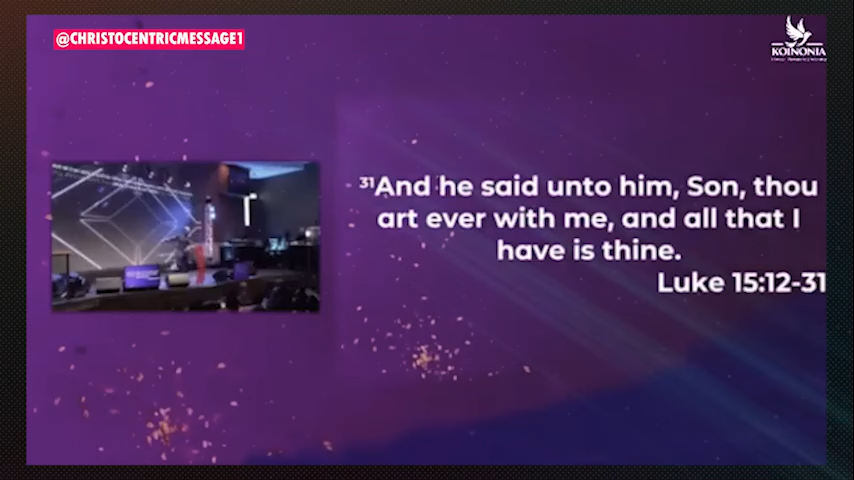 @CHRISTOCENTRICMESSAGE1
KOINONIA
³¹And he said unto him, Son, thou
art ever with me, and all that I
have is thine.
Luke 15:12-31